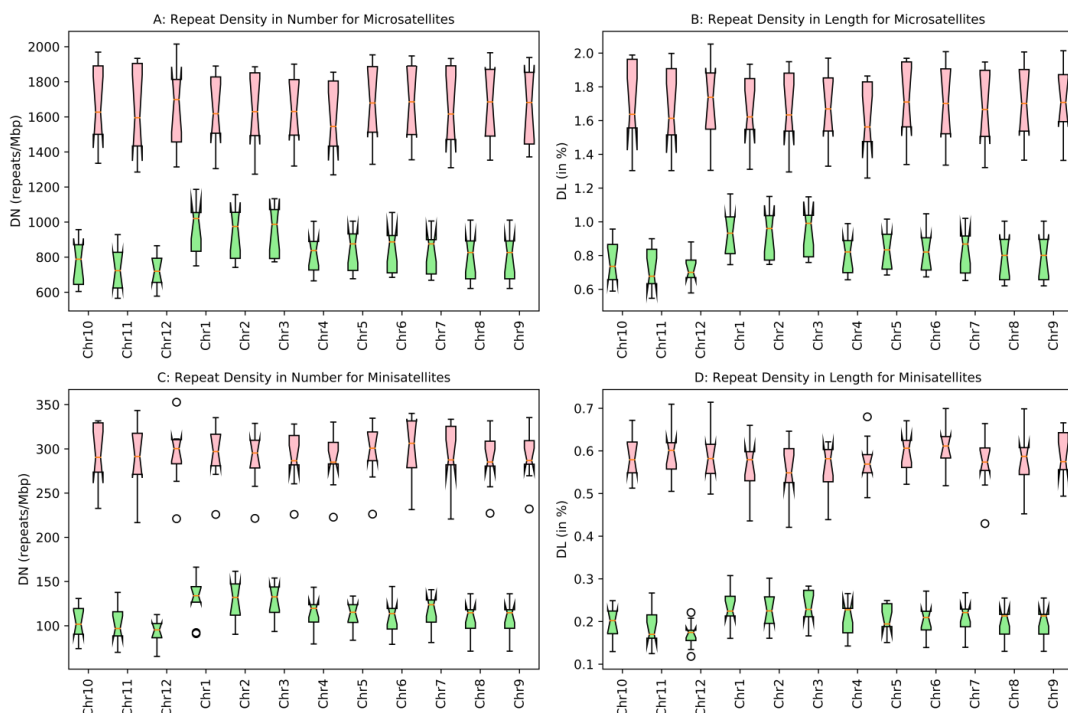 A: Repeat Density in Number for Microsatellites
DN (repeats/Mbp)
2000
1800
1600
1400
1200
1000
800
600
Chr10 Chr11 Chr12 Chr1 Chr2 Chr3 Chr4 Chr5 Chr6 Chr7 Chr8 Chr9
B: Repeat Density in Length for Microsatellites
DL (in %)
2.0
1.8
1.6
1.4
1.2
1.0
0.8
0.6
Chr10 Chr11 Chr12 Chr1 Chr2 Chr3 Chr4 Chr5 Chr6 Chr7 Chr8 Chr9
C: Repeat Density in Number for Minisatellites
DN (repeats/Mbp)
350
300
250
200
150
100
Chr10 Chr11 Chr12 Chr1 Chr2 Chr3 Chr4 Chr5 Chr6 Chr7 Chr8 Chr9
D: Repeat Density in Length for Minisatellites
DL (in %)
0.7
0.6
0.5
0.4
0.3
0.2
0.1
Chr10 Chr11 Chr12 Chr1 Chr2 Chr3 Chr4 Chr5 Chr6 Chr7 Chr8 Chr9